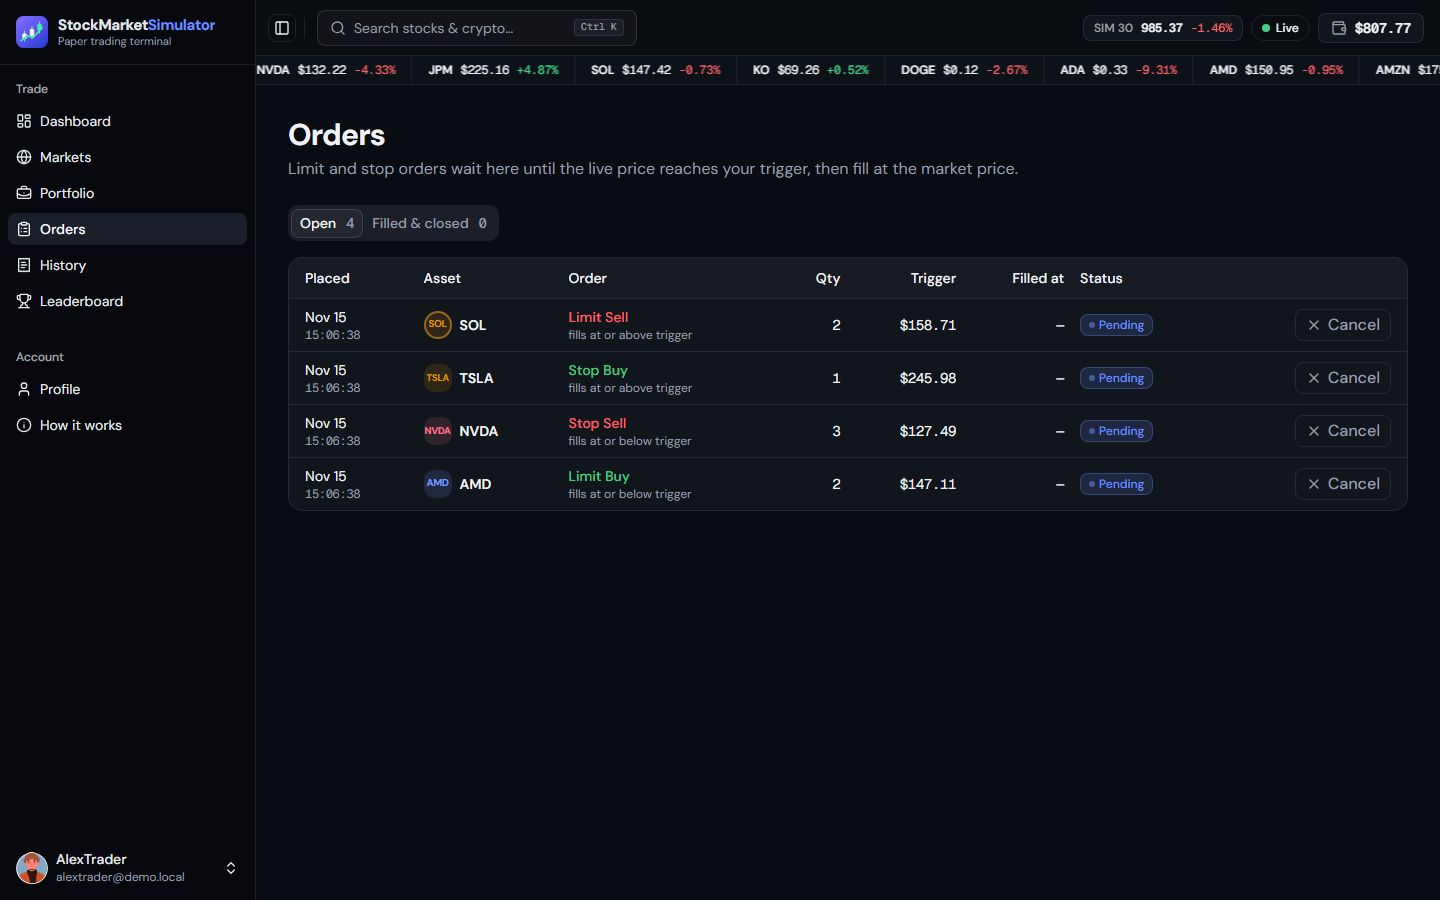 StockMarketSimulator
Paper trading terminal
Search stocks & crypto...
Ctrl K
SIM 30 985.37 -1.46%
Live
$807.77
NVDA $132.22 -4.33% JPM $225.16 +4.87% SOL $147.42 -0.73% KO $69.26 +0.52% DOGE $0.12 -2.67% ADA $0.33 -9.31% AMD $150.95 -0.95% AMZN
Trade
Dashboard
Markets
Portfolio
Orders
History
Leaderboard
Account
Profile
How it works
AlexTrader
alextrader@demo.local
Orders
Limit and stop orders wait here until the live price reaches your trigger, then fill at the market price.
Open 4 Filled & closed 0
Placed Asset Order Qty Trigger Filled at Status
Nov 15
15:06:38
SOL SOL
Limit Sell
fills at or above trigger
2 $158.71 – Pending Cancel
Nov 15
15:06:38
TSLA TSLA
Stop Buy
fills at or above trigger
1 $245.98 – Pending Cancel
Nov 15
15:06:38
NVDA NVDA
Stop Sell
fills at or below trigger
3 $127.49 – Pending Cancel
Nov 15
15:06:38
AMD AMD
Limit Buy
fills at or below trigger
2 $147.11 – Pending Cancel